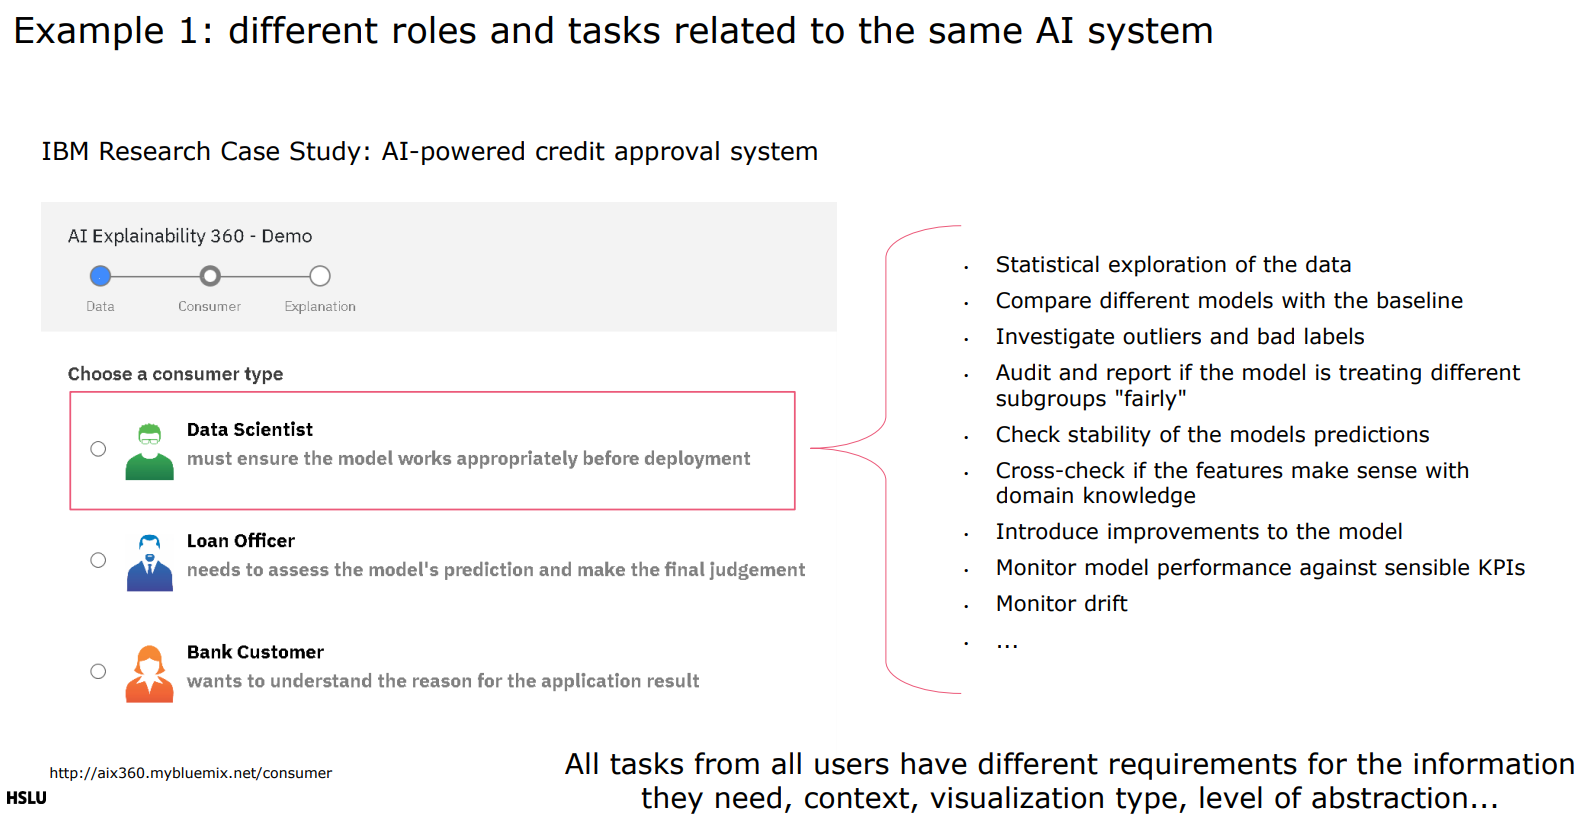 Example 1: different roles and tasks related to the same AI system
IBM Research Case Study: AI-powered credit approval system
AI Explainability 360 - Demo
Data
Consumer
Explanation
Choose a consumer type
Data Scientist
must ensure the model works appropriately before deployment
Loan Officer
needs to assess the model's prediction and make the final judgement
Bank Customer
wants to understand the reason for the application result
· Statistical exploration of the data
· Compare different models with the baseline
· Investigate outliers and bad labels
· Audit and report if the model is treating different
subgroups "fairly"
· Check stability of the models predictions
· Cross-check if the features make sense with
domain knowledge
· Introduce improvements to the model
· Monitor model performance against sensible KPIs
· Monitor drift
· ...
All tasks from all users have different requirements for the information
they need, context, visualization type, level of abstraction...
http://aix360.mybluemix.net/consumer
HSLU